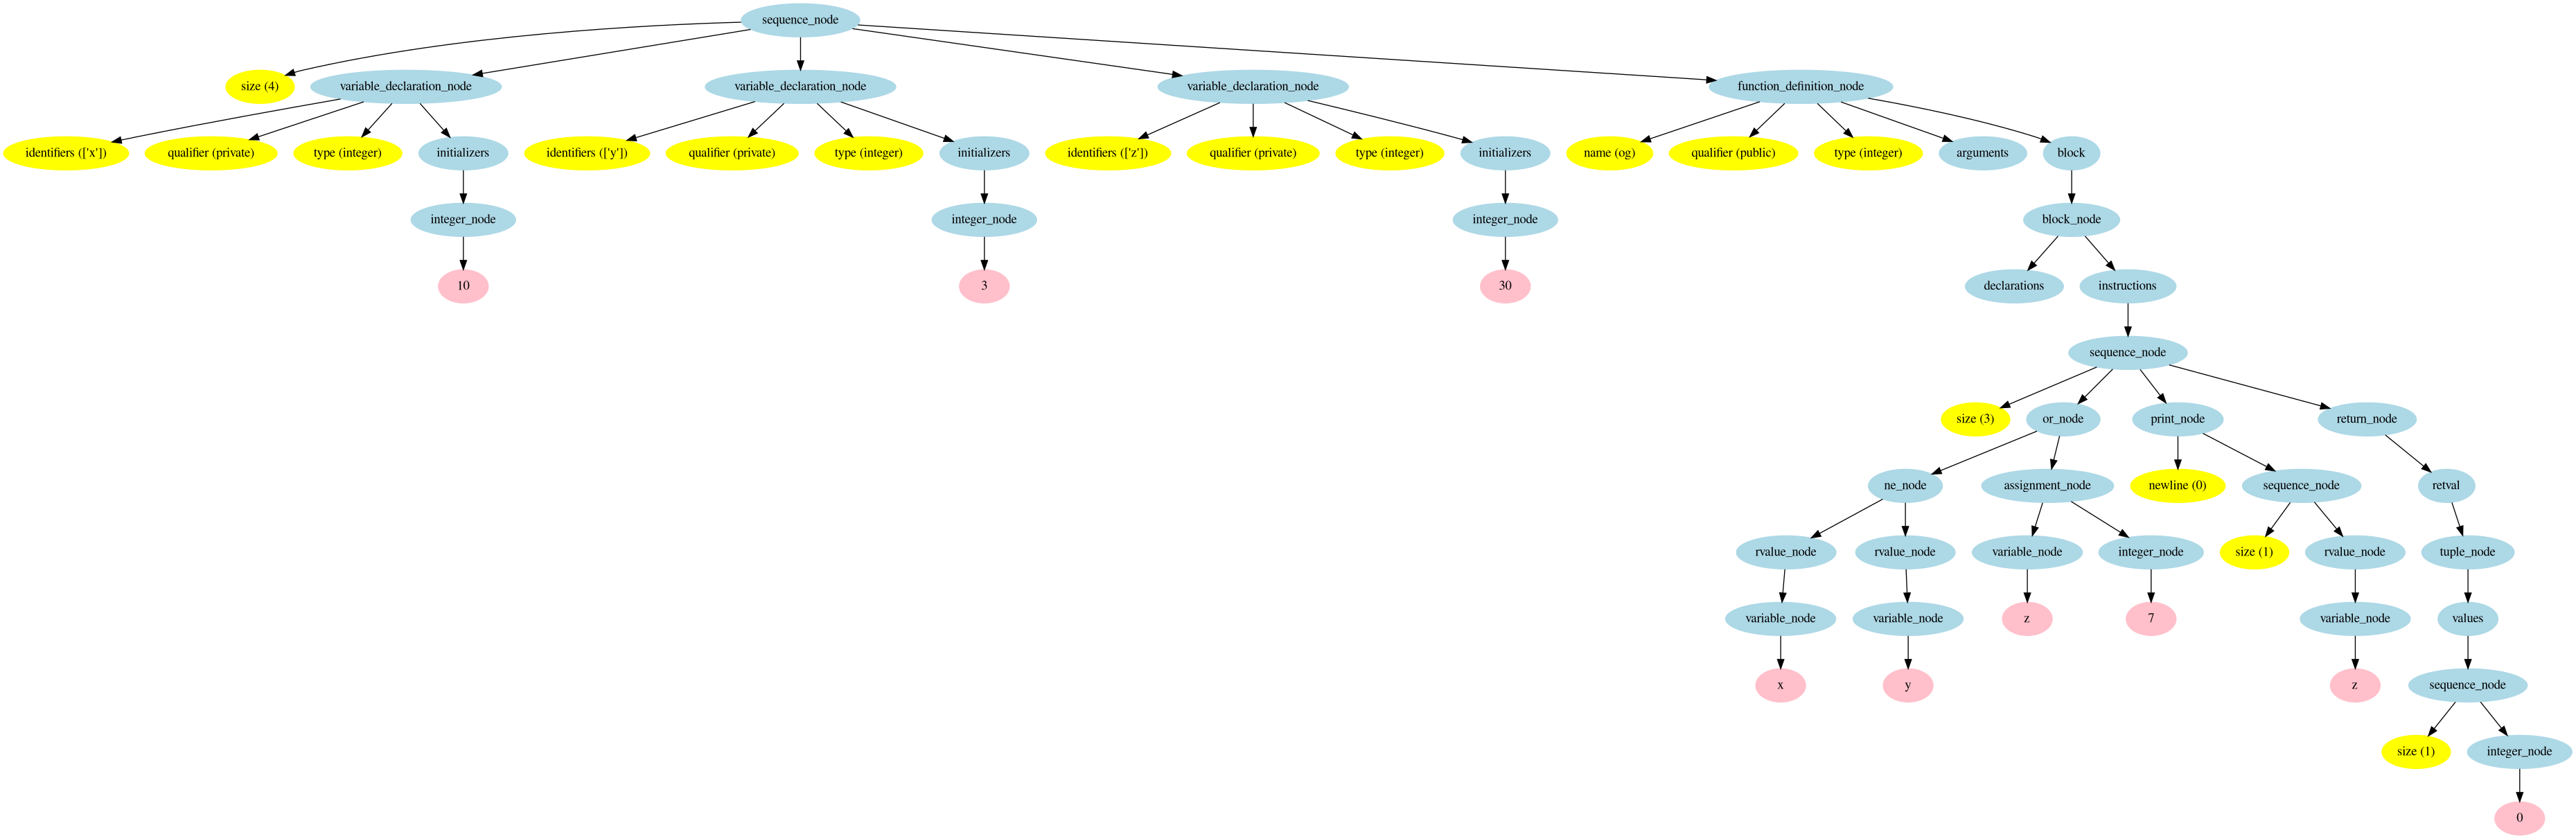 sequence_node
size (4)
variable_declaration_node
variable_declaration_node
variable_declaration_node
function_definition_node
identifiers (['x'])
qualifier (private)
type (integer)
initializers
identifiers (['y'])
qualifier (private)
type (integer)
initializers
identifiers (['z'])
qualifier (private)
type (integer)
initializers
name (og)
qualifier (public)
type (integer)
arguments
block
integer_node
integer_node
integer_node
block_node
10
3
30
declarations
instructions
sequence_node
size (3)
or_node
print_node
return_node
ne_node
assignment_node
newline (0)
sequence_node
retval
rvalue_node
rvalue_node
variable_node
integer_node
size (1)
rvalue_node
tuple_node
variable_node
variable_node
z
7
variable_node
values
x
y
z
sequence_node
size (1)
integer_node
0